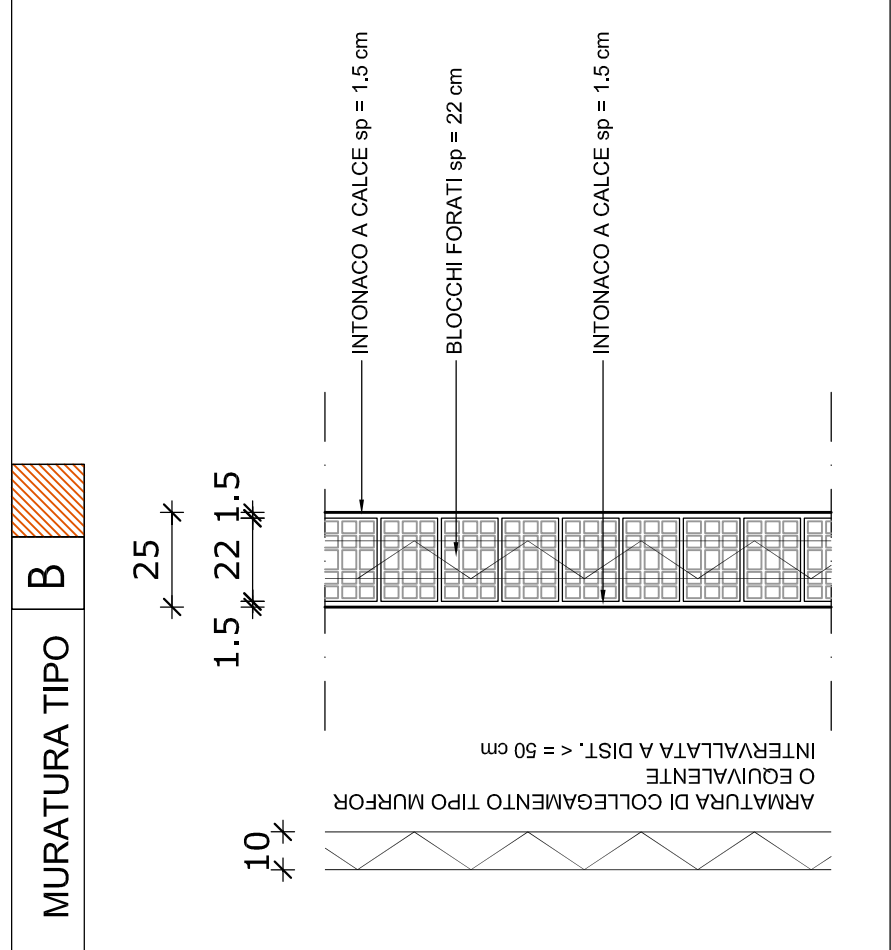 MURATURA TIPO
B
25
1.5
22
1.5
INTONACO A CALCE sp = 1.5 cm
BLOCCHI FORATI sp = 22 cm
INTONACO A CALCE sp = 1.5 cm
10
ARMATURA DI COLLEGAMENTO TIPO MURFOR
O EQUIVALENTE
INTERVALLATA A DIST. < = 50 cm